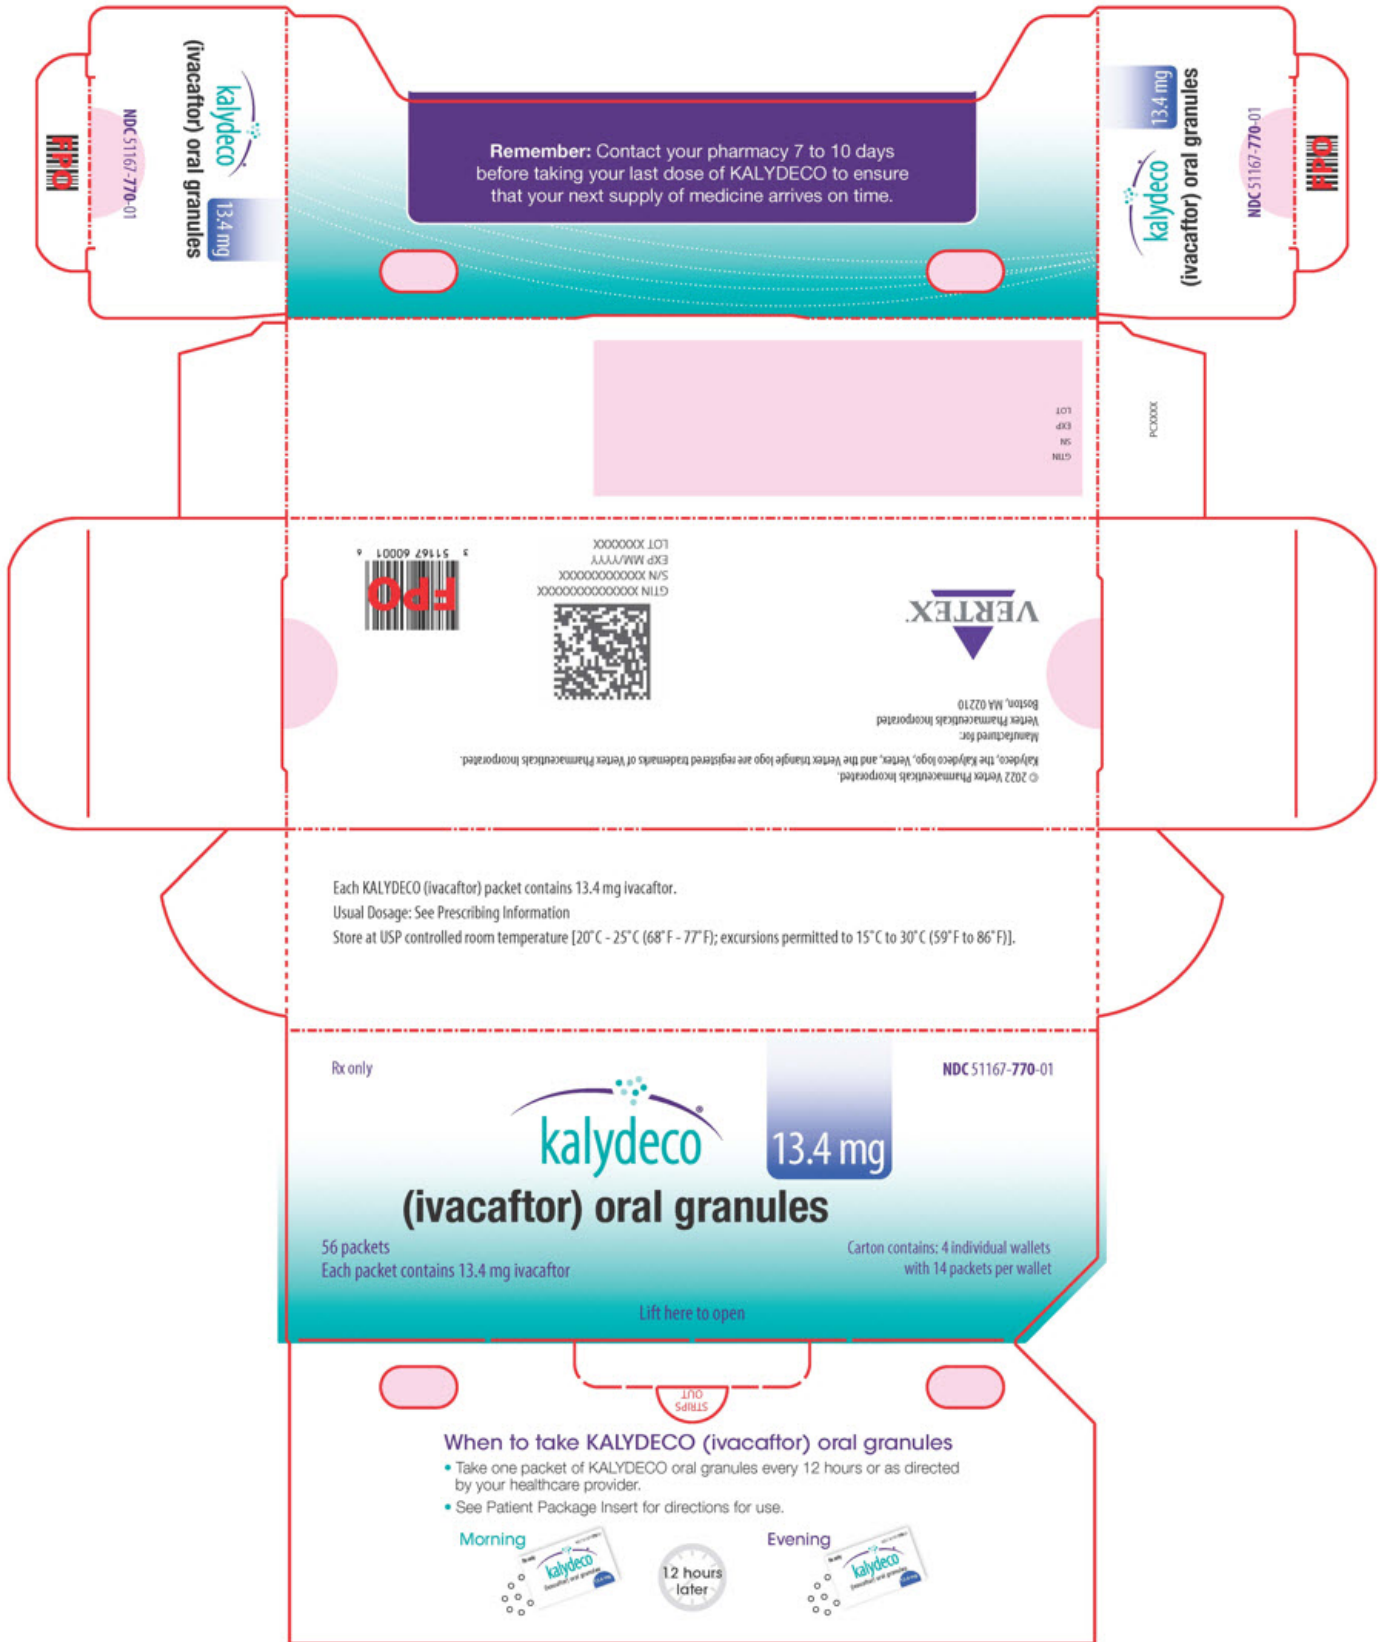 (ivacaftor) oral granules
kalydeco
13.4 mg
NDC 51167-770-01
FPO
Remember: Contact your pharmacy 7 to 10 days
before taking your last dose of KALYDECO to ensure
that your next supply of medicine arrives on time.
13.4 mg
kalydeco
(ivacaftor) oral granules
NDC 51167-770-01
FPO
GTIN
SN
EXP
LOT
PCXXXX
© 2022 Vertex Pharmaceuticals Incorporated.
Kalydeco, the Kalydeco logo, Vertex, and the Vertex triangle logo are registered trademarks of Vertex Pharmaceuticals Incorporated.
Manufactured for:
Vertex Pharmaceuticals Incorporated
Boston, MA 02210
VERTEX
GTIN XXXXXXXXXXXXXX
S/N XXXXXXXXXXXXX
EXP MM/YYYY
LOT XXXXXXX
FPO
3 51167 60001 6
Each KALYDECO (ivacaftor) packet contains 13.4 mg ivacaftor.
Usual Dosage: See Prescribing Information
Store at USP controlled room temperature [20˚C - 25˚C (68˚F - 77˚F); excursions permitted to 15˚C to 30˚C (59˚F to 86˚F)].
Rx only
NDC 51167-770-01
kalydeco®
13.4 mg
(ivacaftor) oral granules
56 packets
Each packet contains 13.4 mg ivacaftor
Carton contains: 4 individual wallets
with 14 packets per wallet
Lift here to open
STRIPS
OUT
When to take KALYDECO (ivacaftor) oral granules
• Take one packet of KALYDECO oral granules every 12 hours or as directed
by your healthcare provider.
• See Patient Package Insert for directions for use.
Morning
kalydeco
(ivacaftor) oral granules
12 hours
later
Evening
kalydeco
(ivacaftor) oral granules